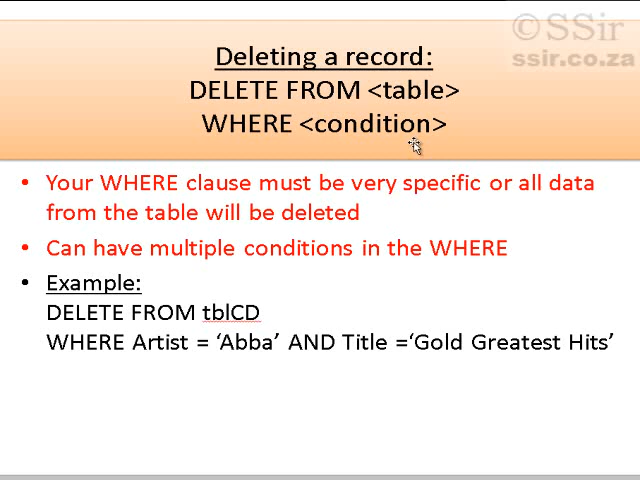 © SSir
ssir.co.za
Deleting a record:
DELETE FROM <table>
WHERE <condition>
• Your WHERE clause must be very specific or all data
from the table will be deleted
• Can have multiple conditions in the WHERE
• Example:
DELETE FROM tblCD
WHERE Artist = ‘Abba’ AND Title =‘Gold Greatest Hits’